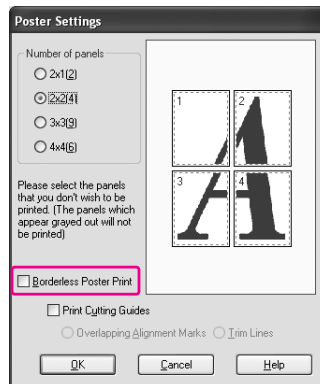 Poster Settings
Number of panels
2x1(2)
2x2(4)
3x3(9)
4x4(6)
1
2
3
4
Please select the panels
that you don't wish to be
printed. (The panels which
appear grayed out will not
be printed)
Borderless Poster Print
Print Cutting Guides
Overlapping Alignment Marks
Trim Lines
OK
Cancel
Help